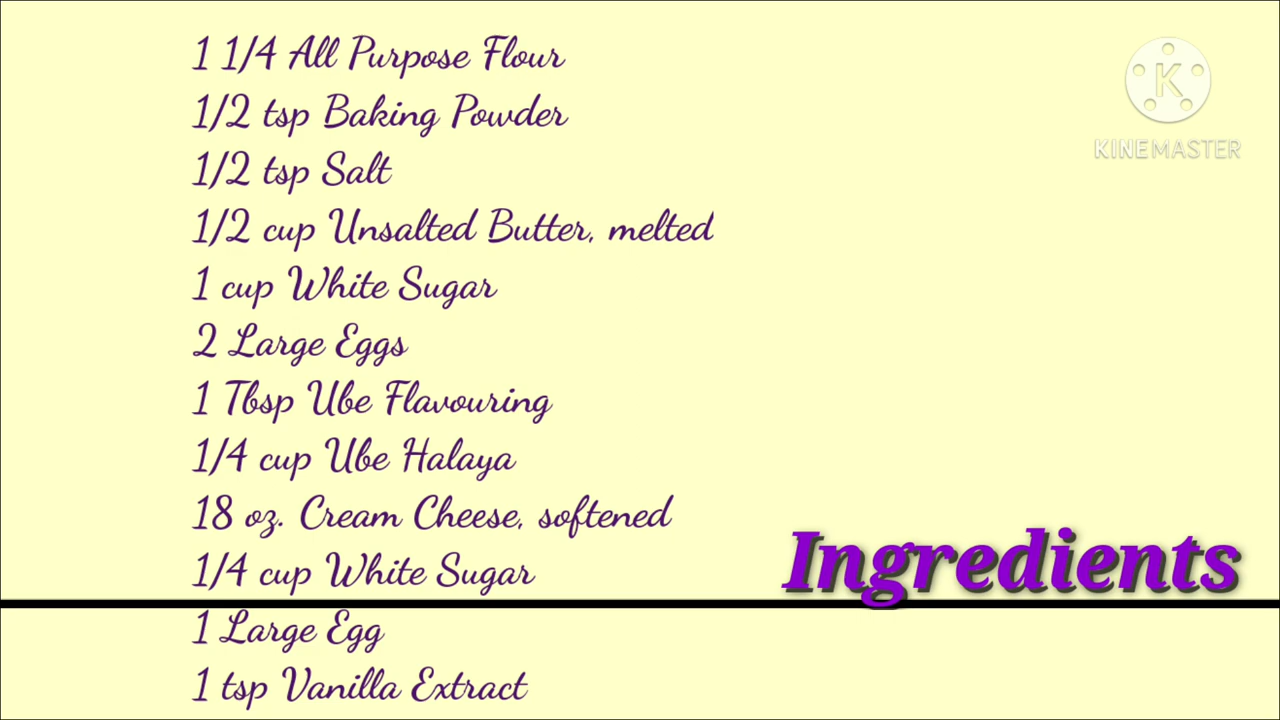 1 1/4 All Purpose Flour
1/2 tsp Baking Powder
1/2 tsp Salt
1/2 cup Unsalted Butter, melted
1 cup White Sugar
2 Large Eggs
1 Tbsp Ube Flavouring
1/4 cup Ube Halaya
18 oz. Cream Cheese, softened
1/4 cup White Sugar
1 Large Egg
1 tsp Vanilla Extract
Ingredients
K
KINEMASTER